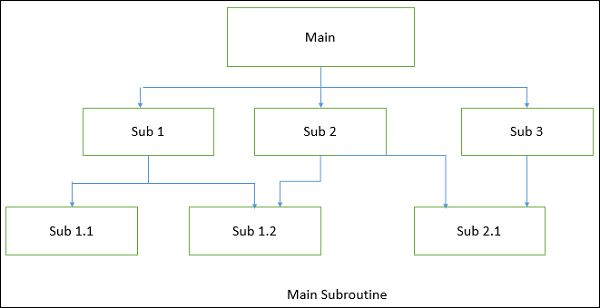 Main
Sub 1
Sub 2
Sub 3
Sub 1.1
Sub 1.2
Sub 2.1
Main Subroutine